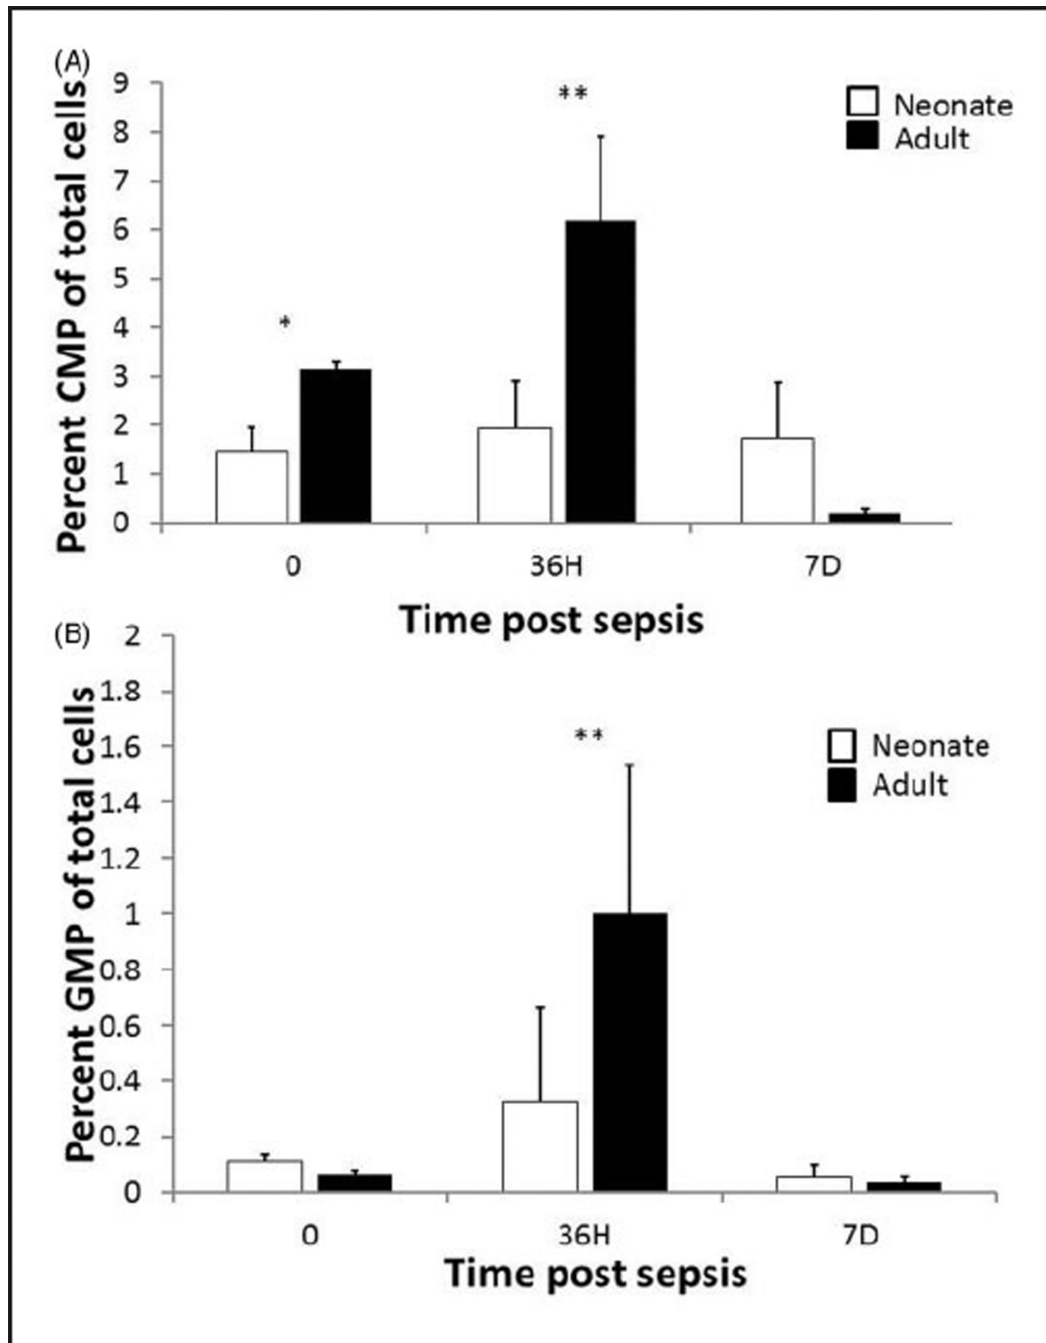 (A)
Percent CMP of total cells
9
8
7
6
5
4
3
2
1
0
*
**
Neonate
Adult
0 36H 7D
Time post sepsis
(B)
Percent GMP of total cells
2
1.8
1.6
1.4
1.2
1
0.8
0.6
0.4
0.2
0
**
Neonate
Adult
0 36H 7D
Time post sepsis